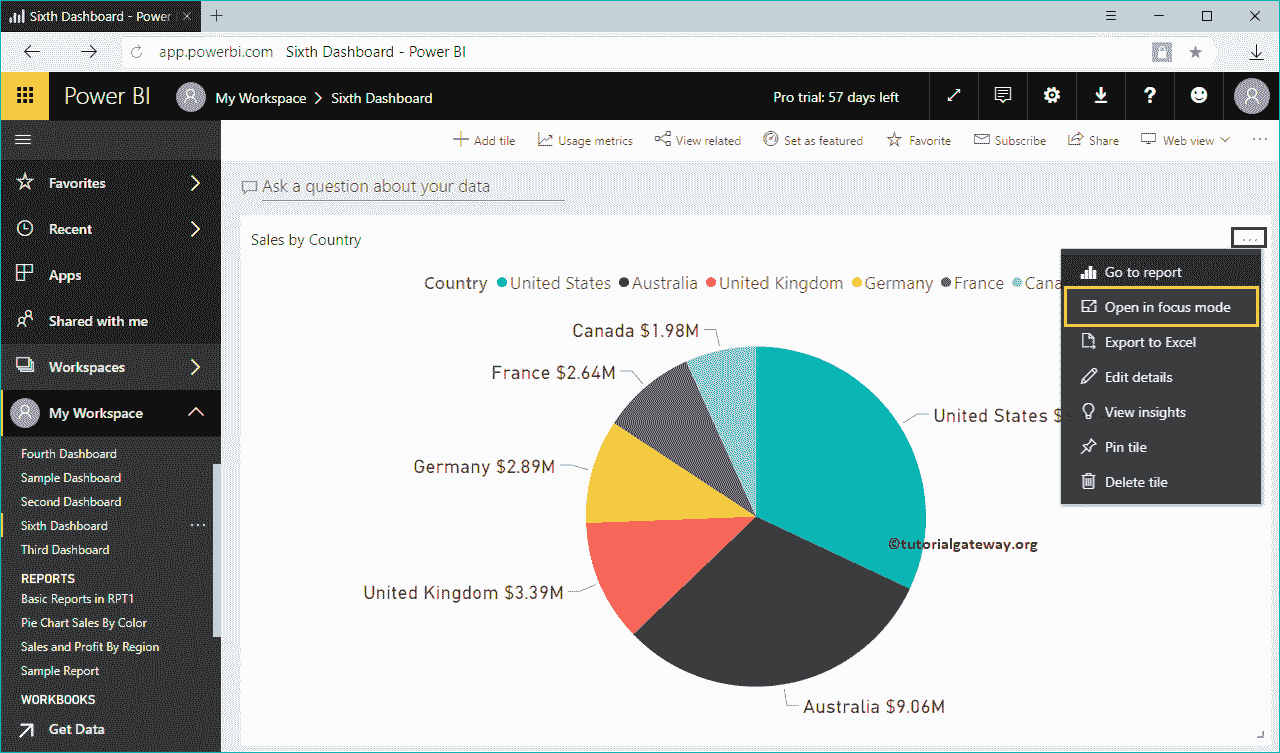 Sixth Dashboard - Power
app.powerbi.com Sixth Dashboard - Power BI
Power BI My Workspace > Sixth Dashboard Pro trial: 57 days left
Add tile Usage metrics View related Set as featured Favorite Subscribe Share Web view ...
Favorites
Recent
Apps
Shared with me
Workspaces
My Workspace
Fourth Dashboard
Sample Dashboard
Second Dashboard
Sixth Dashboard ...
Third Dashboard
REPORTS
Basic Reports in RPT1
Pie Chart Sales By Color
Sales and Profit By Region
Sample Report
WORKBOOKS
Get Data
Ask a question about your data
Sales by Country
Country United States Australia United Kingdom Germany France
Canada $1.98M
France $2.64M
United States $
Germany $2.89M
©tutorialgateway.org
United Kingdom $3.39M
Australia $9.06M
...
Go to report
Open in focus mode
Export to Excel
Edit details
View insights
Pin tile
Delete tile